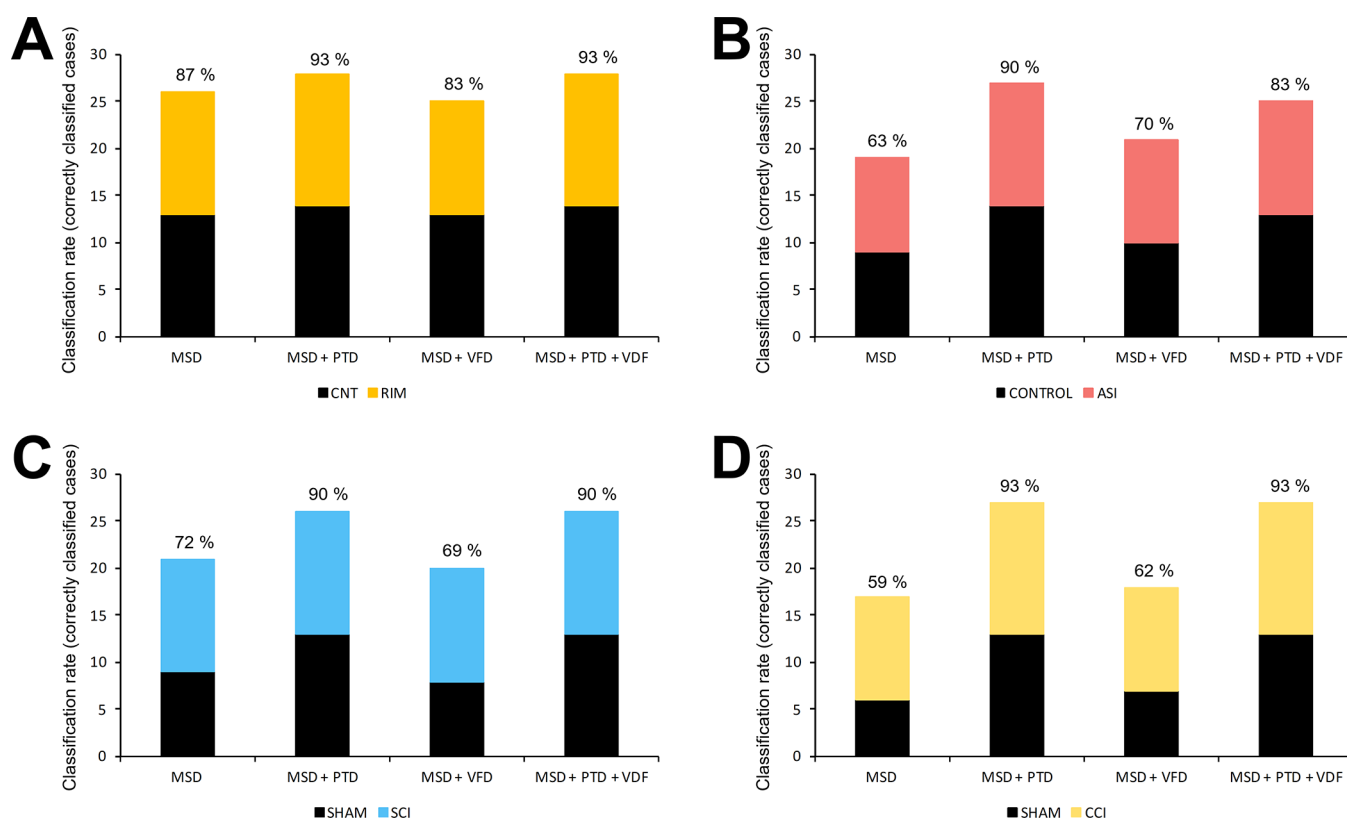 A
Classification rate (correctly classified cases)
30
25
20
15
10
5
0
87 %
93 %
83 %
93 %
MSD
MSD + PTD
MSD + VFD
MSD + PTD + VDF
CNT RIM
B
Classification rate (correctly classified cases)
30
25
20
15
10
5
0
63 %
90 %
70 %
83 %
MSD
MSD + PTD
MSD + VFD
MSD + PTD + VDF
CONTROL ASI
C
Classification rate (correctly classified cases)
30
25
20
15
10
5
0
72 %
90 %
69 %
90 %
MSD
MSD + PTD
MSD + VFD
MSD + PTD + VDF
SHAM SCI
D
Classification rate (correctly classified cases)
30
25
20
15
10
5
0
59 %
93 %
62 %
93 %
MSD
MSD + PTD
MSD + VFD
MSD + PTD + VDF
SHAM CCI